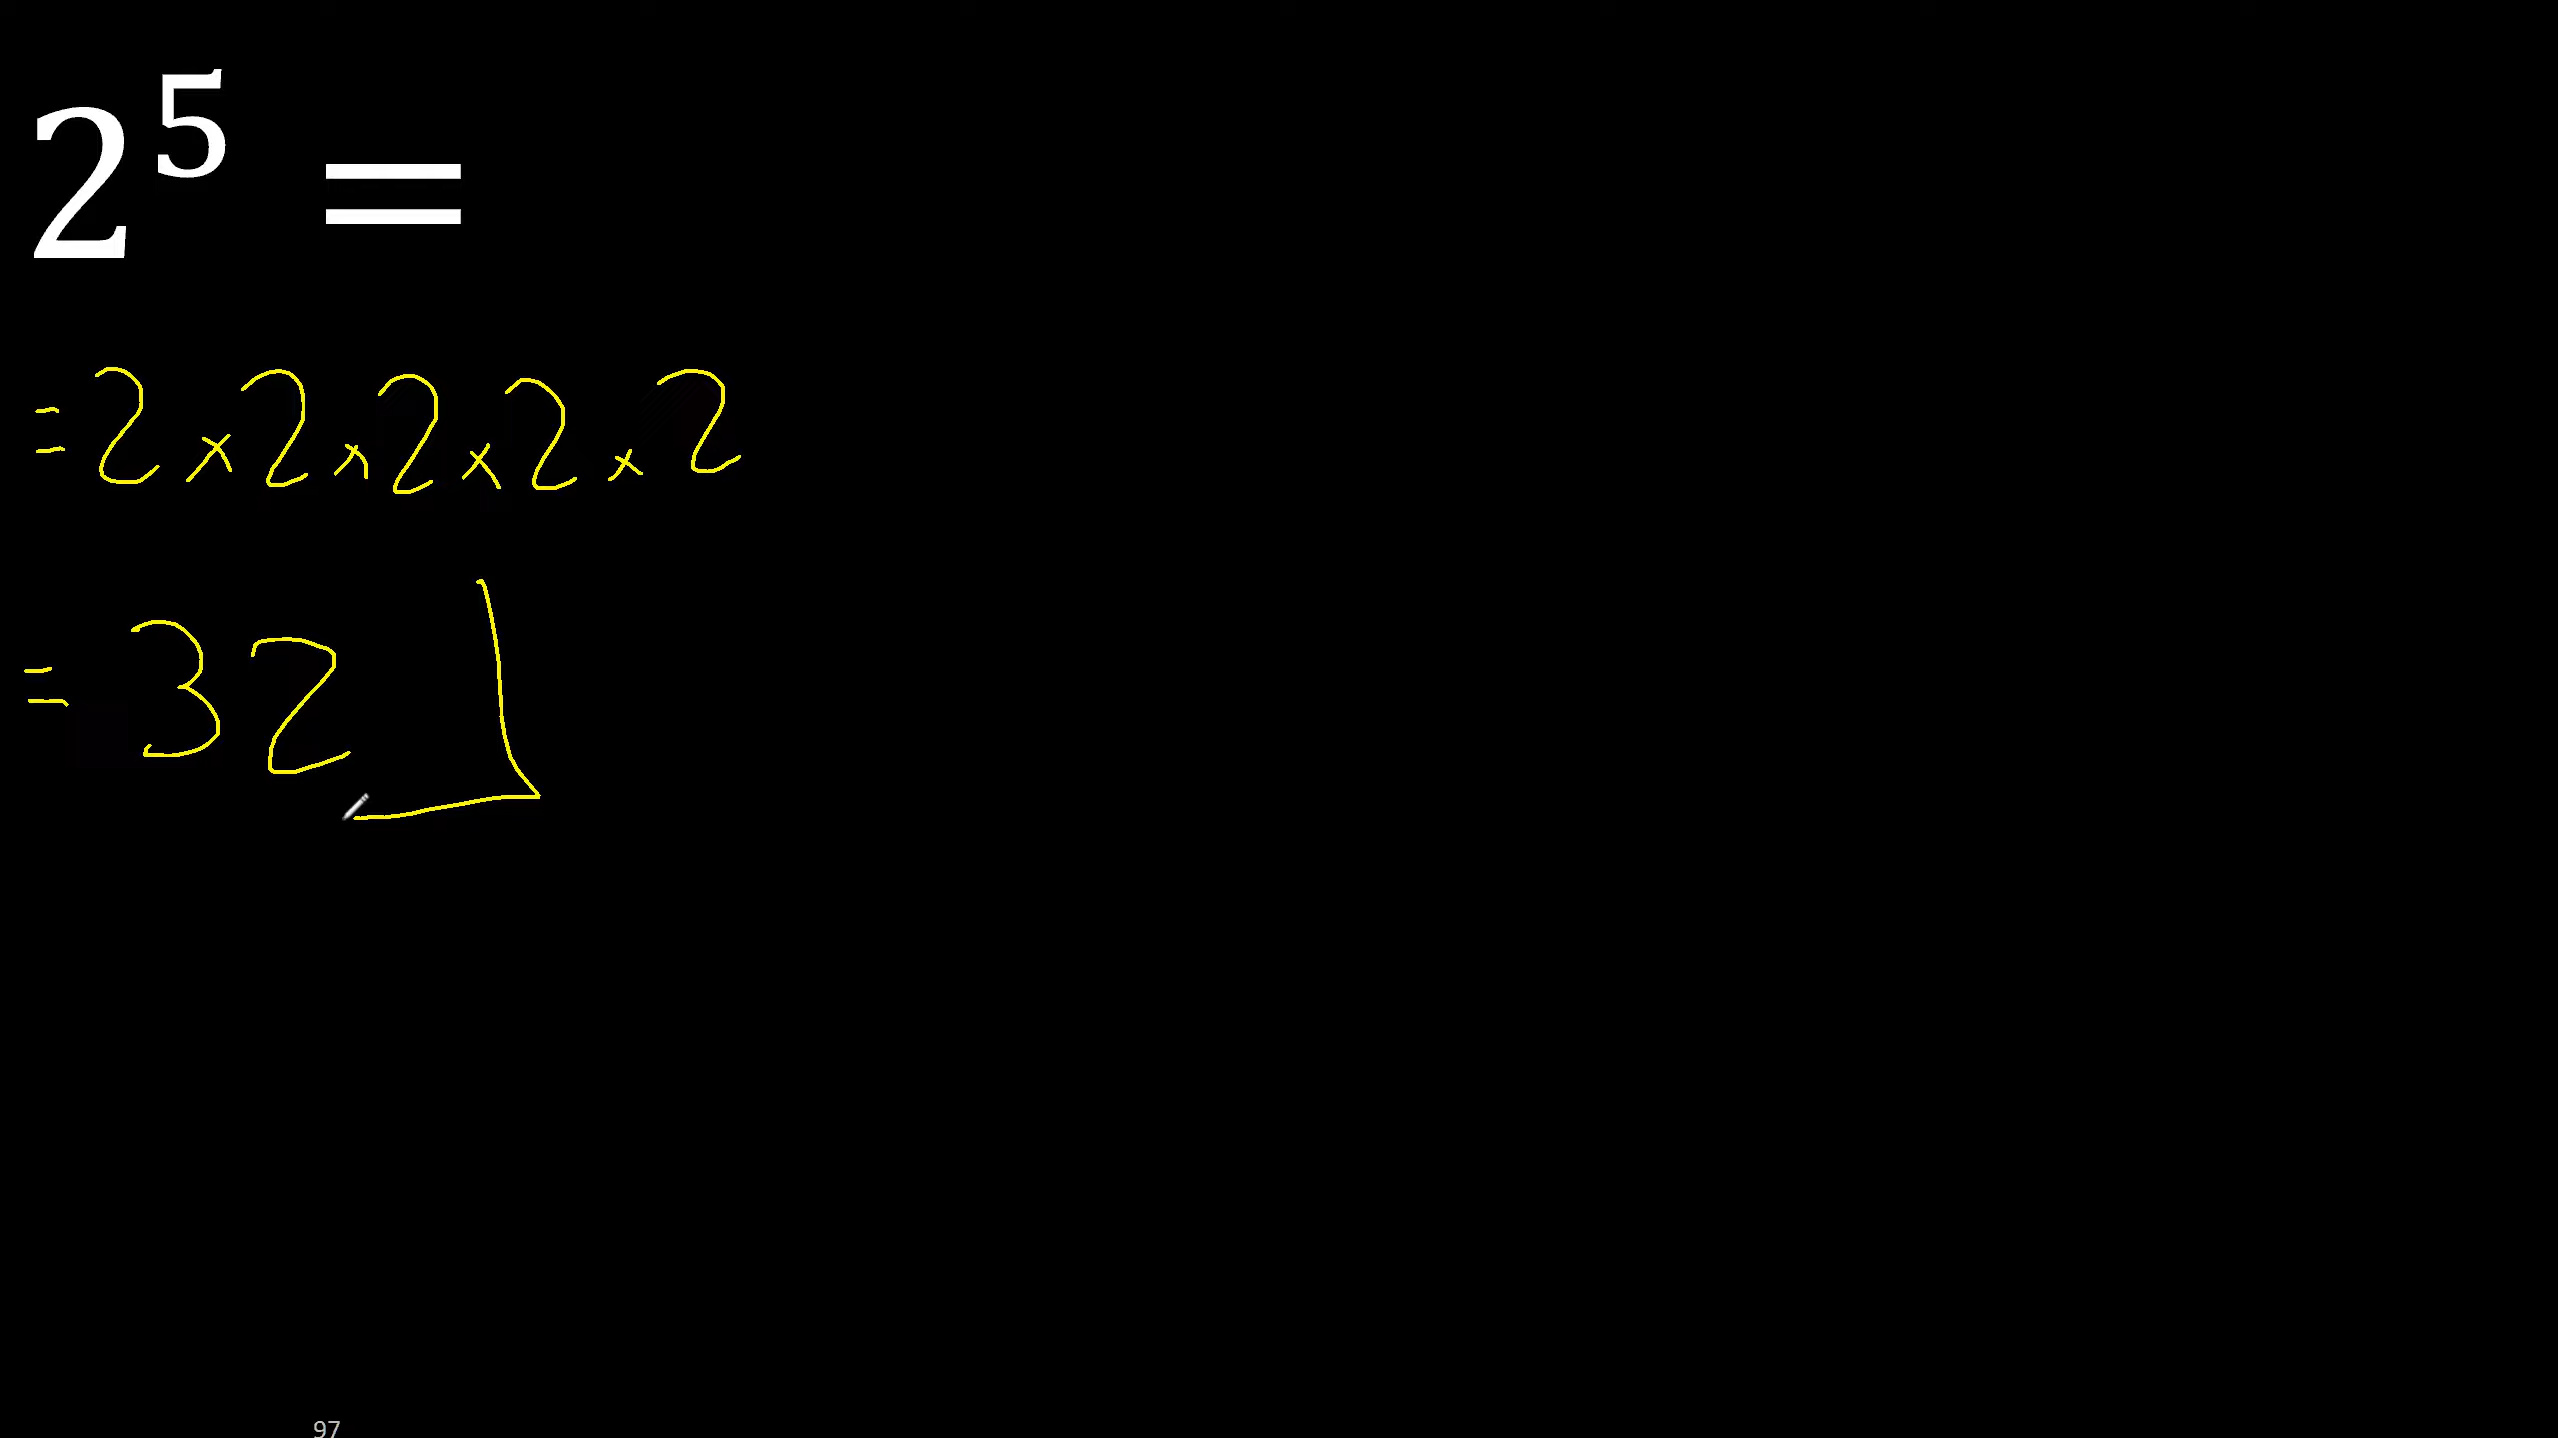 2⁵ =
= 2 × 2 × 2 × 2 × 2
= 32
97